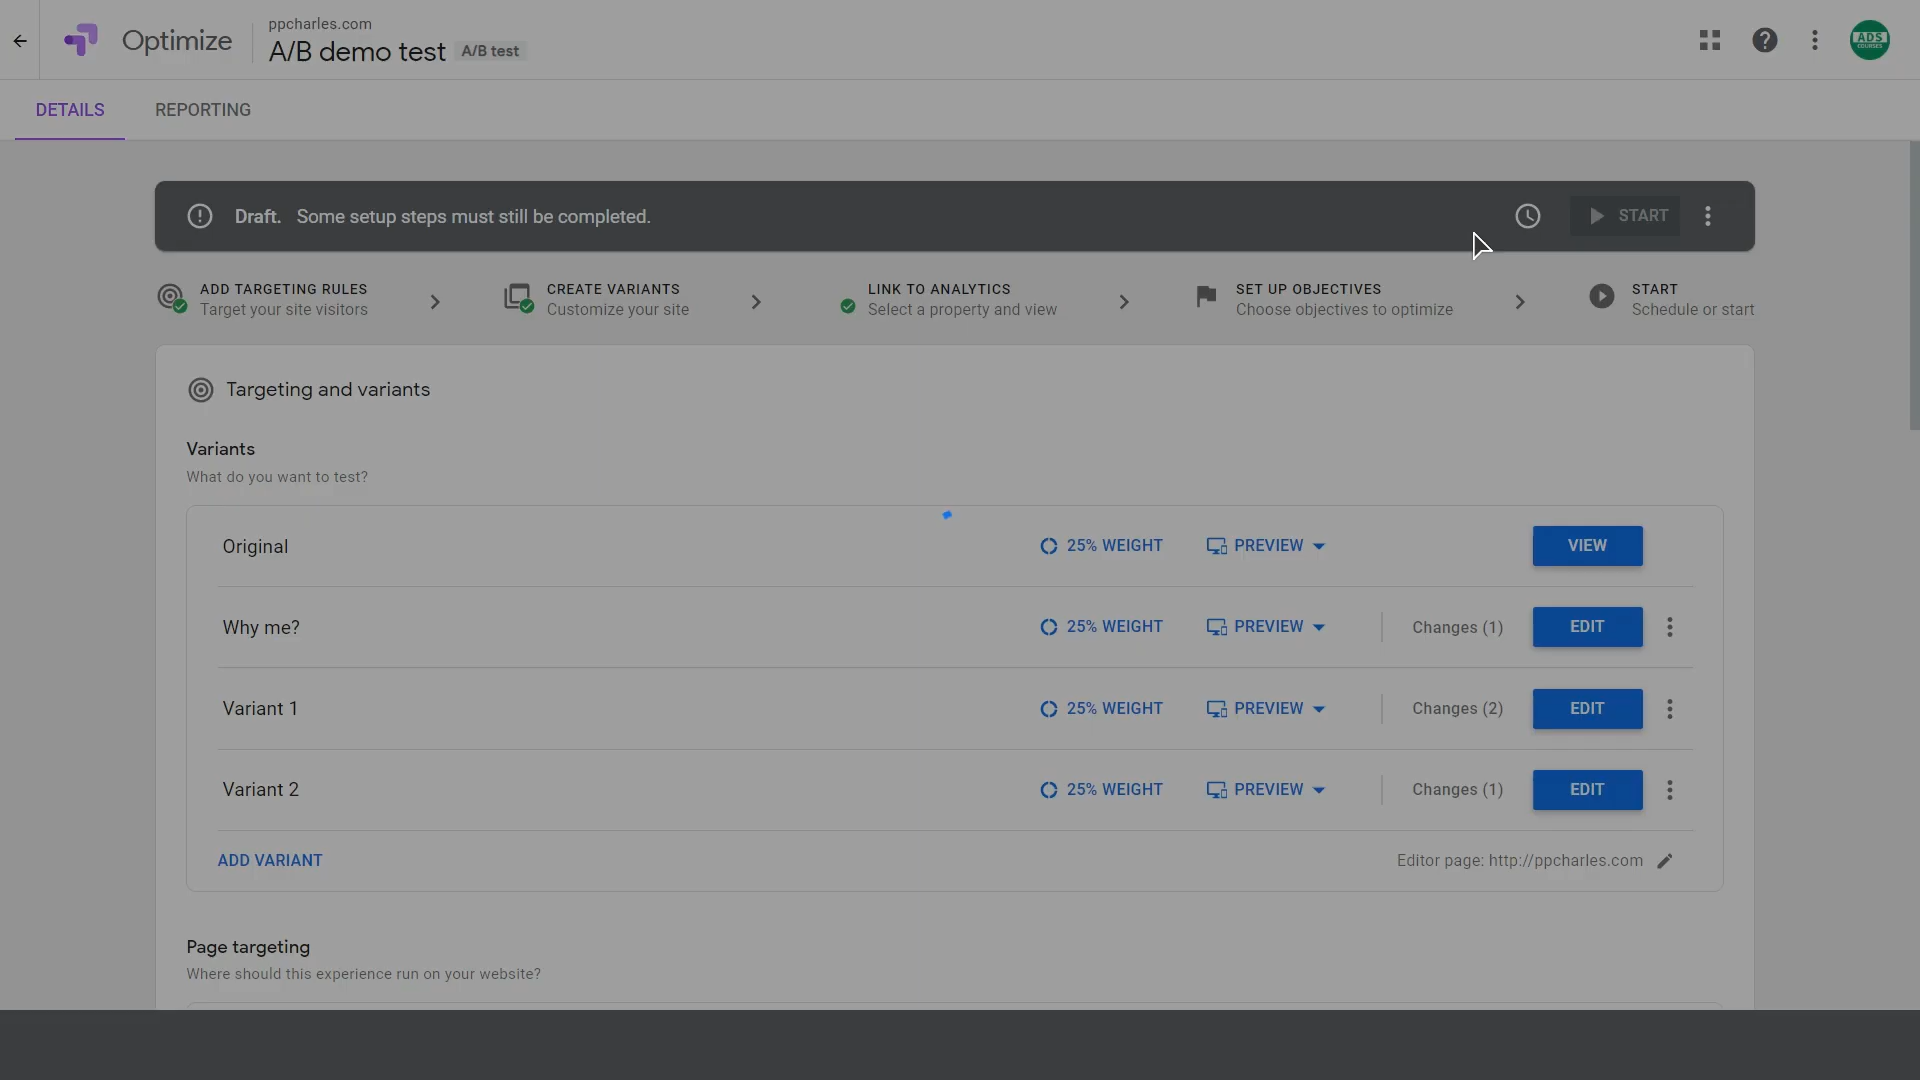 ppcharles.com
Optimize
A/B demo test A/B test
ADS
COURSES
DETAILS REPORTING
Draft. Some setup steps must still be completed.
START
ADD TARGETING RULES
Target your site visitors
CREATE VARIANTS
Customize your site
LINK TO ANALYTICS
Select a property and view
SET UP OBJECTIVES
Choose objectives to optimize
START
Schedule or start
Targeting and variants
Variants
What do you want to test?
Original 25% WEIGHT PREVIEW VIEW
Why me? 25% WEIGHT PREVIEW Changes (1) EDIT
Variant 1 25% WEIGHT PREVIEW Changes (2) EDIT
Variant 2 25% WEIGHT PREVIEW Changes (1) EDIT
ADD VARIANT Editor page: http://ppcharles.com
Page targeting
Where should this experience run on your website?